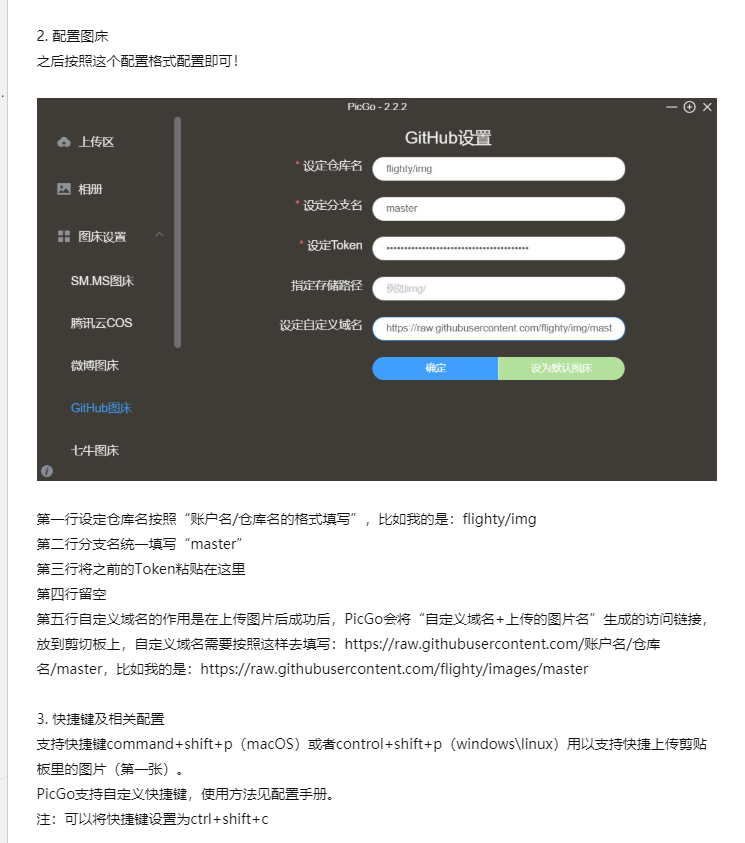 2. 配置图床
之后按照这个配置格式配置即可！
PicGo - 2.2.2
上传区
相册
图床设置
SM.MS图床
腾讯云COS
微博图床
GitHub图床
七牛图床
GitHub设置
* 设定仓库名 flighty/img
* 设定分支名 master
* 设定Token ••••••••••••••••••••••••••••••••••••••••
指定存储路径 例如img/
设定自定义域名 https://raw.githubusercontent.com/flighty/img/mast
确定 设为默认图床
第一行设定仓库名按照“账户名/仓库名的格式填写”，比如我的是：flighty/img
第二行分支名统一填写“master”
第三行将之前的Token粘贴在这里
第四行留空
第五行自定义域名的作用是在上传图片后成功后，PicGo会将“自定义域名+上传的图片名”生成的访问链接，
放到剪切板上，自定义域名需要按照这样去填写：https://raw.githubusercontent.com/账户名/仓库
名/master，比如我的是：https://raw.githubusercontent.com/flighty/images/master
3. 快捷键及相关配置
支持快捷键command+shift+p（macOS）或者control+shift+p（windows\linux）用以支持快捷上传剪贴
板里的图片（第一张）。
PicGo支持自定义快捷键，使用方法见配置手册。
注：可以将快捷键设置为ctrl+shift+c